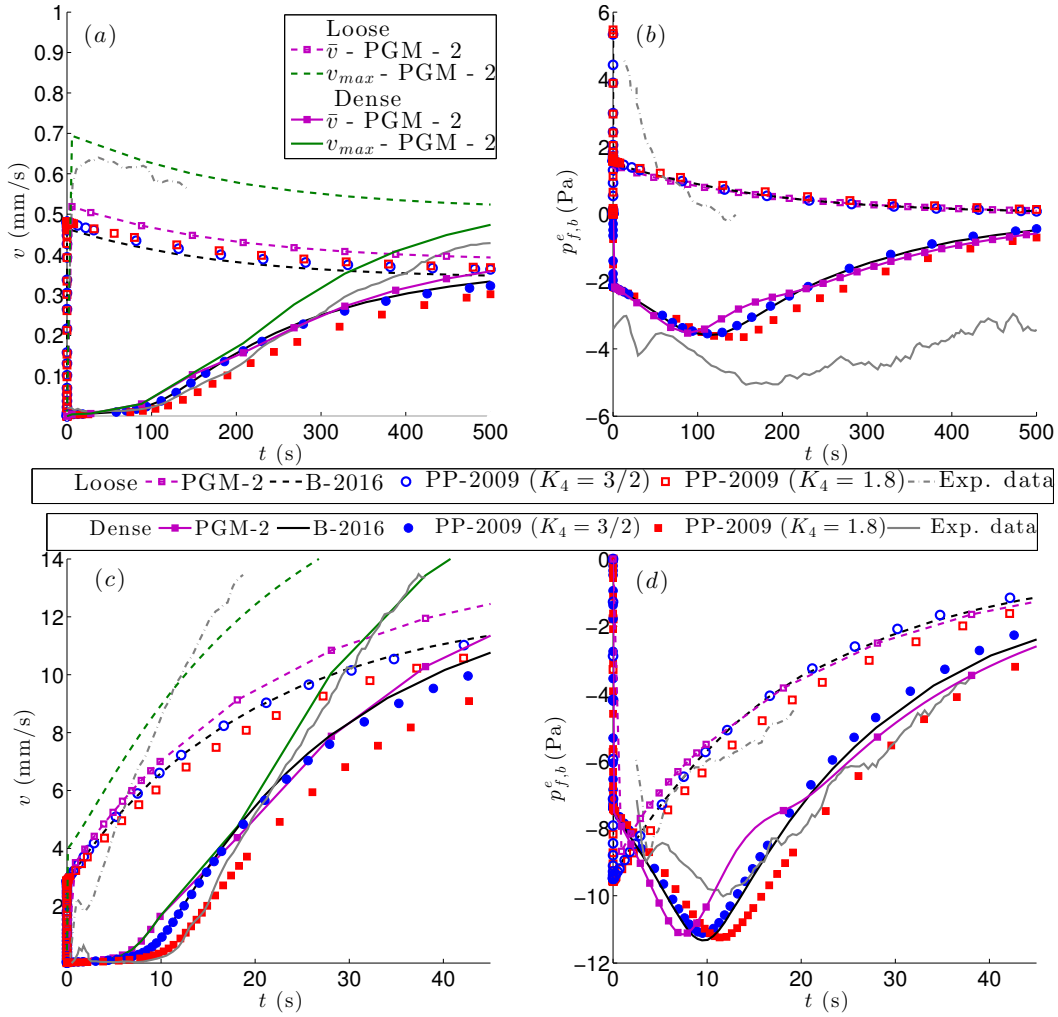 (a)
Loose
v̄ - PGM - 2
v_max - PGM - 2
Dense
v̄ - PGM - 2
v_max - PGM - 2
1
0.9
0.8
0.7
0.6
0.5
0.4
0.3
0.2
0.1
v (mm/s)
0 100 200 300 400 500
t (s)
(b)
6
4
2
0
−2
−4
−6
p^e_{f,b} (Pa)
0 100 200 300 400 500
t (s)
Loose PGM-2 B-2016 PP-2009 (K_4 = 3/2) PP-2009 (K_4 = 1.8) Exp. data
Dense PGM-2 B-2016 PP-2009 (K_4 = 3/2) PP-2009 (K_4 = 1.8) Exp. data
(c)
14
12
10
8
6
4
2
v (mm/s)
0 10 20 30 40
t (s)
(d)
0
−2
−4
−6
−8
−10
−12
p^e_{f,b} (Pa)
0 10 20 30 40
t (s)